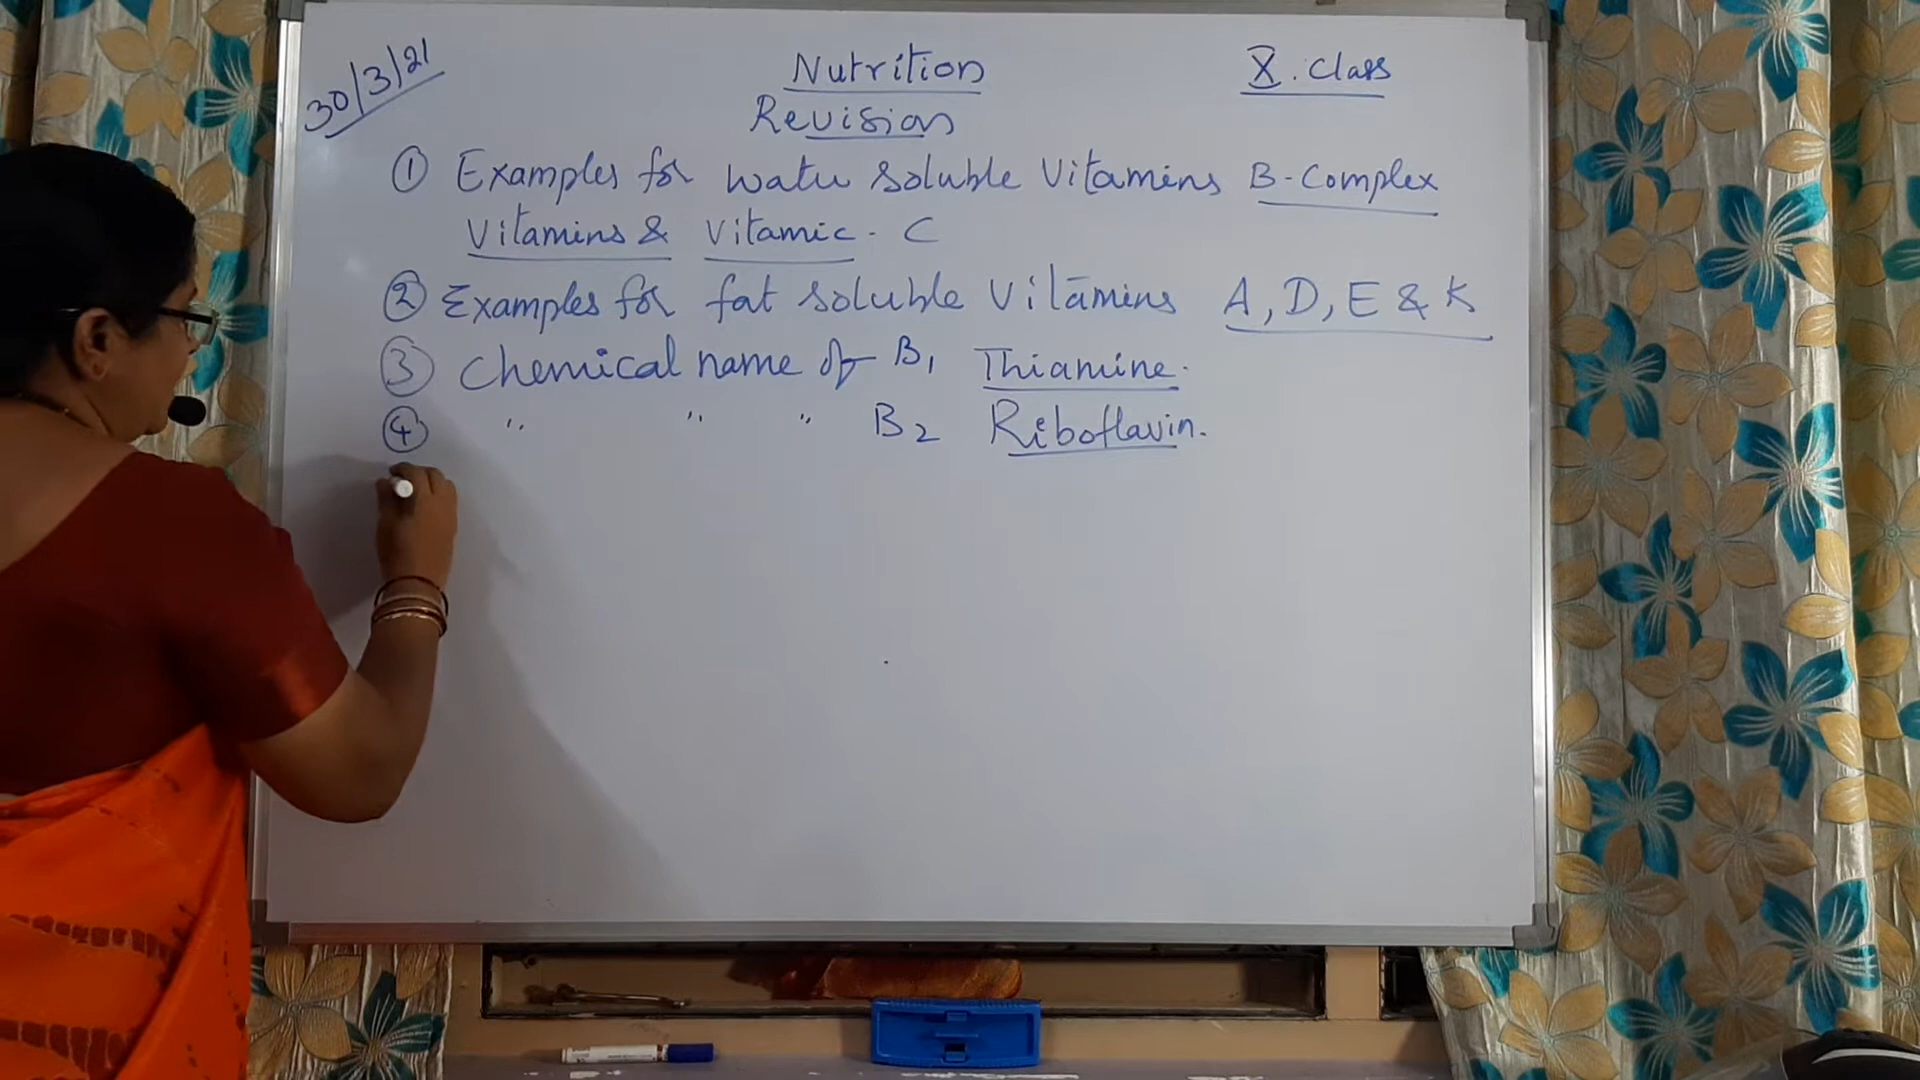 30/3/21
Nutrition
X. Class
Revision
① Examples for water soluble Vitamins B-Complex
Vitamins & Vitamic - C
② Examples for fat soluble Vitamins A, D, E & K
③ Chemical name of B₁ Thiamine.
④ " " " B₂ Riboflavin.